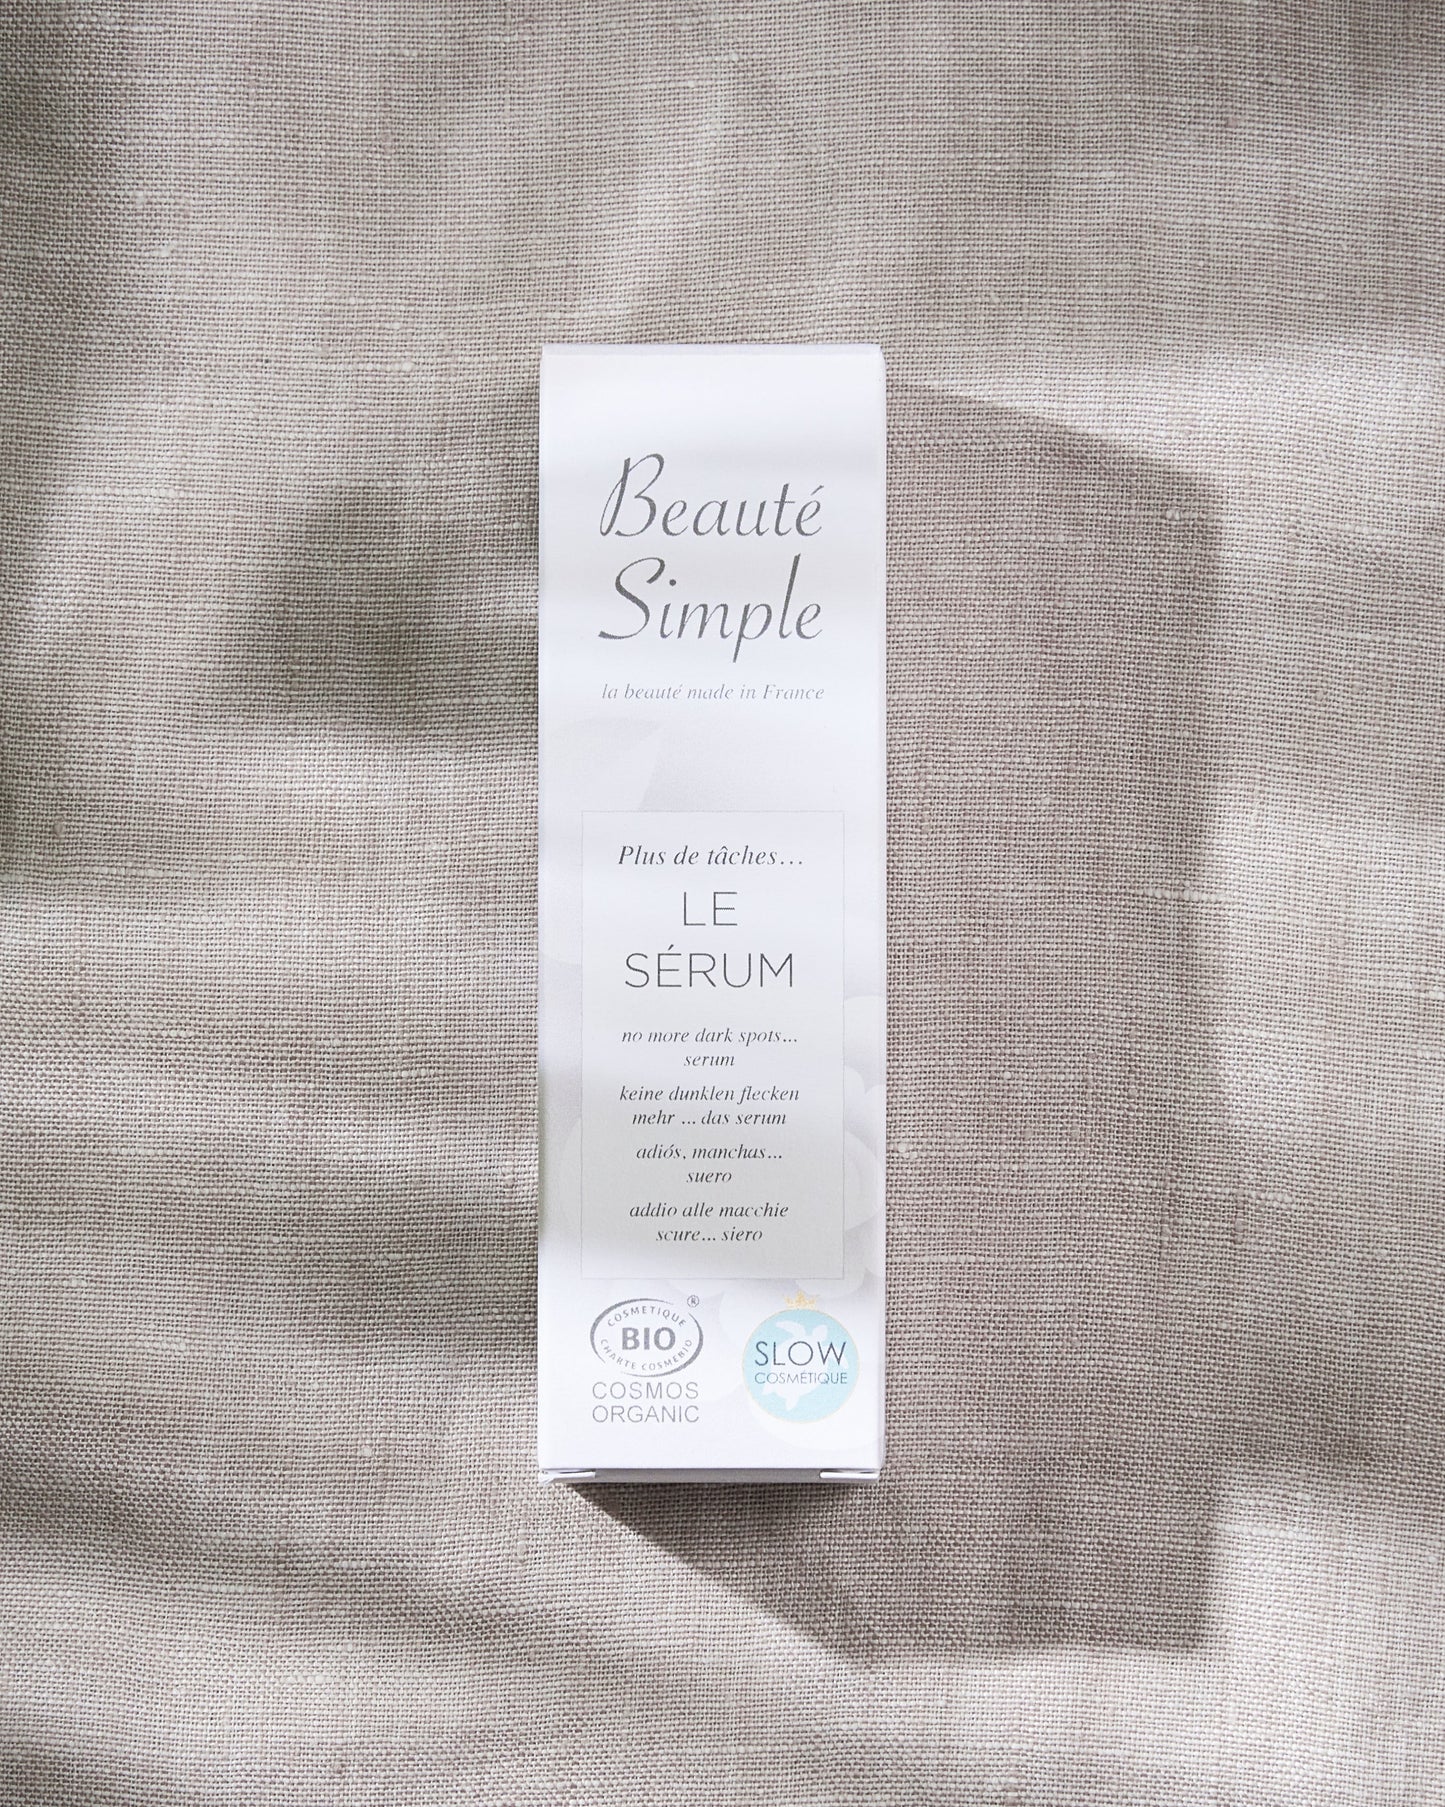 Beauté
Simple
la beauté made in France
Plus de tâches...
LE
SÉRUM
no more dark spots...
serum
keine dunklen flecken
mehr ... das serum
adiós, manchas...
suero
addio alle macchie
scure... siero
COSMETIQUE ®
BIO
CHARTE COSMÉBIO
COSMOS
ORGANIC
SLOW
COSMÉTIQUE